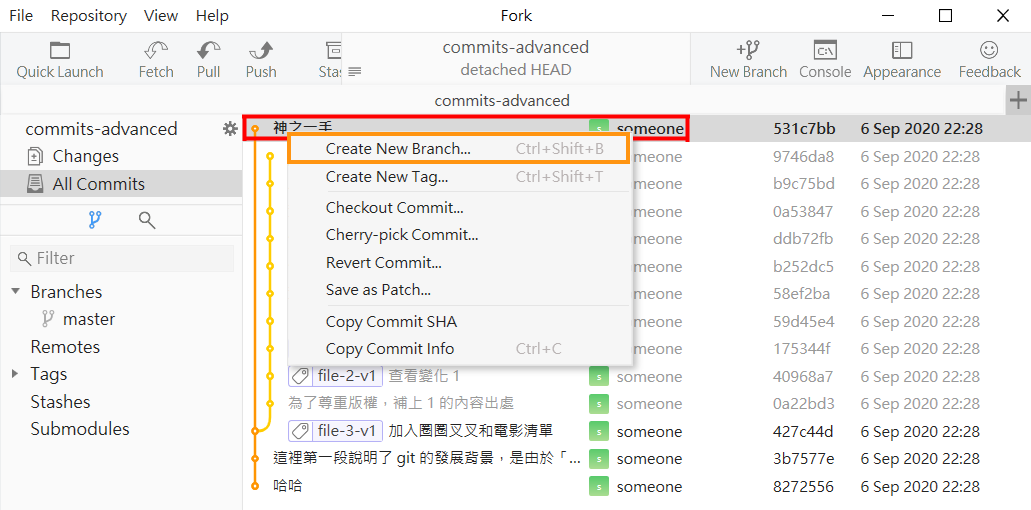 File Repository View Help Fork
Quick Launch Fetch Pull Push Stas commits-advanced detached HEAD New Branch Console Appearance Feedback
commits-advanced
commits-advanced
Changes
All Commits
Filter
Branches
master
Remotes
Tags
Stashes
Submodules
神之一手 s someone 531c7bb 6 Sep 2020 22:28
someone 9746da8 6 Sep 2020 22:28
someone b9c75bd 6 Sep 2020 22:28
someone 0a53847 6 Sep 2020 22:28
someone ddb72fb 6 Sep 2020 22:28
someone b252dc5 6 Sep 2020 22:28
someone 58ef2ba 6 Sep 2020 22:28
someone 59d45e4 6 Sep 2020 22:28
someone 175344f 6 Sep 2020 22:28
file-2-v1 查看變化 1 s someone 40968a7 6 Sep 2020 22:28
為了尊重版權，補上 1 的內容出處 s someone 0a22bd3 6 Sep 2020 22:28
file-3-v1 加入圈圈叉叉和電影清單 s someone 427c44d 6 Sep 2020 22:28
這裡第一段說明了 git 的發展背景，是由於「... s someone 3b7577e 6 Sep 2020 22:28
哈哈 s someone 8272556 6 Sep 2020 22:28
Create New Branch... Ctrl+Shift+B
Create New Tag... Ctrl+Shift+T
Checkout Commit...
Cherry-pick Commit...
Revert Commit...
Save as Patch...
Copy Commit SHA
Copy Commit Info Ctrl+C